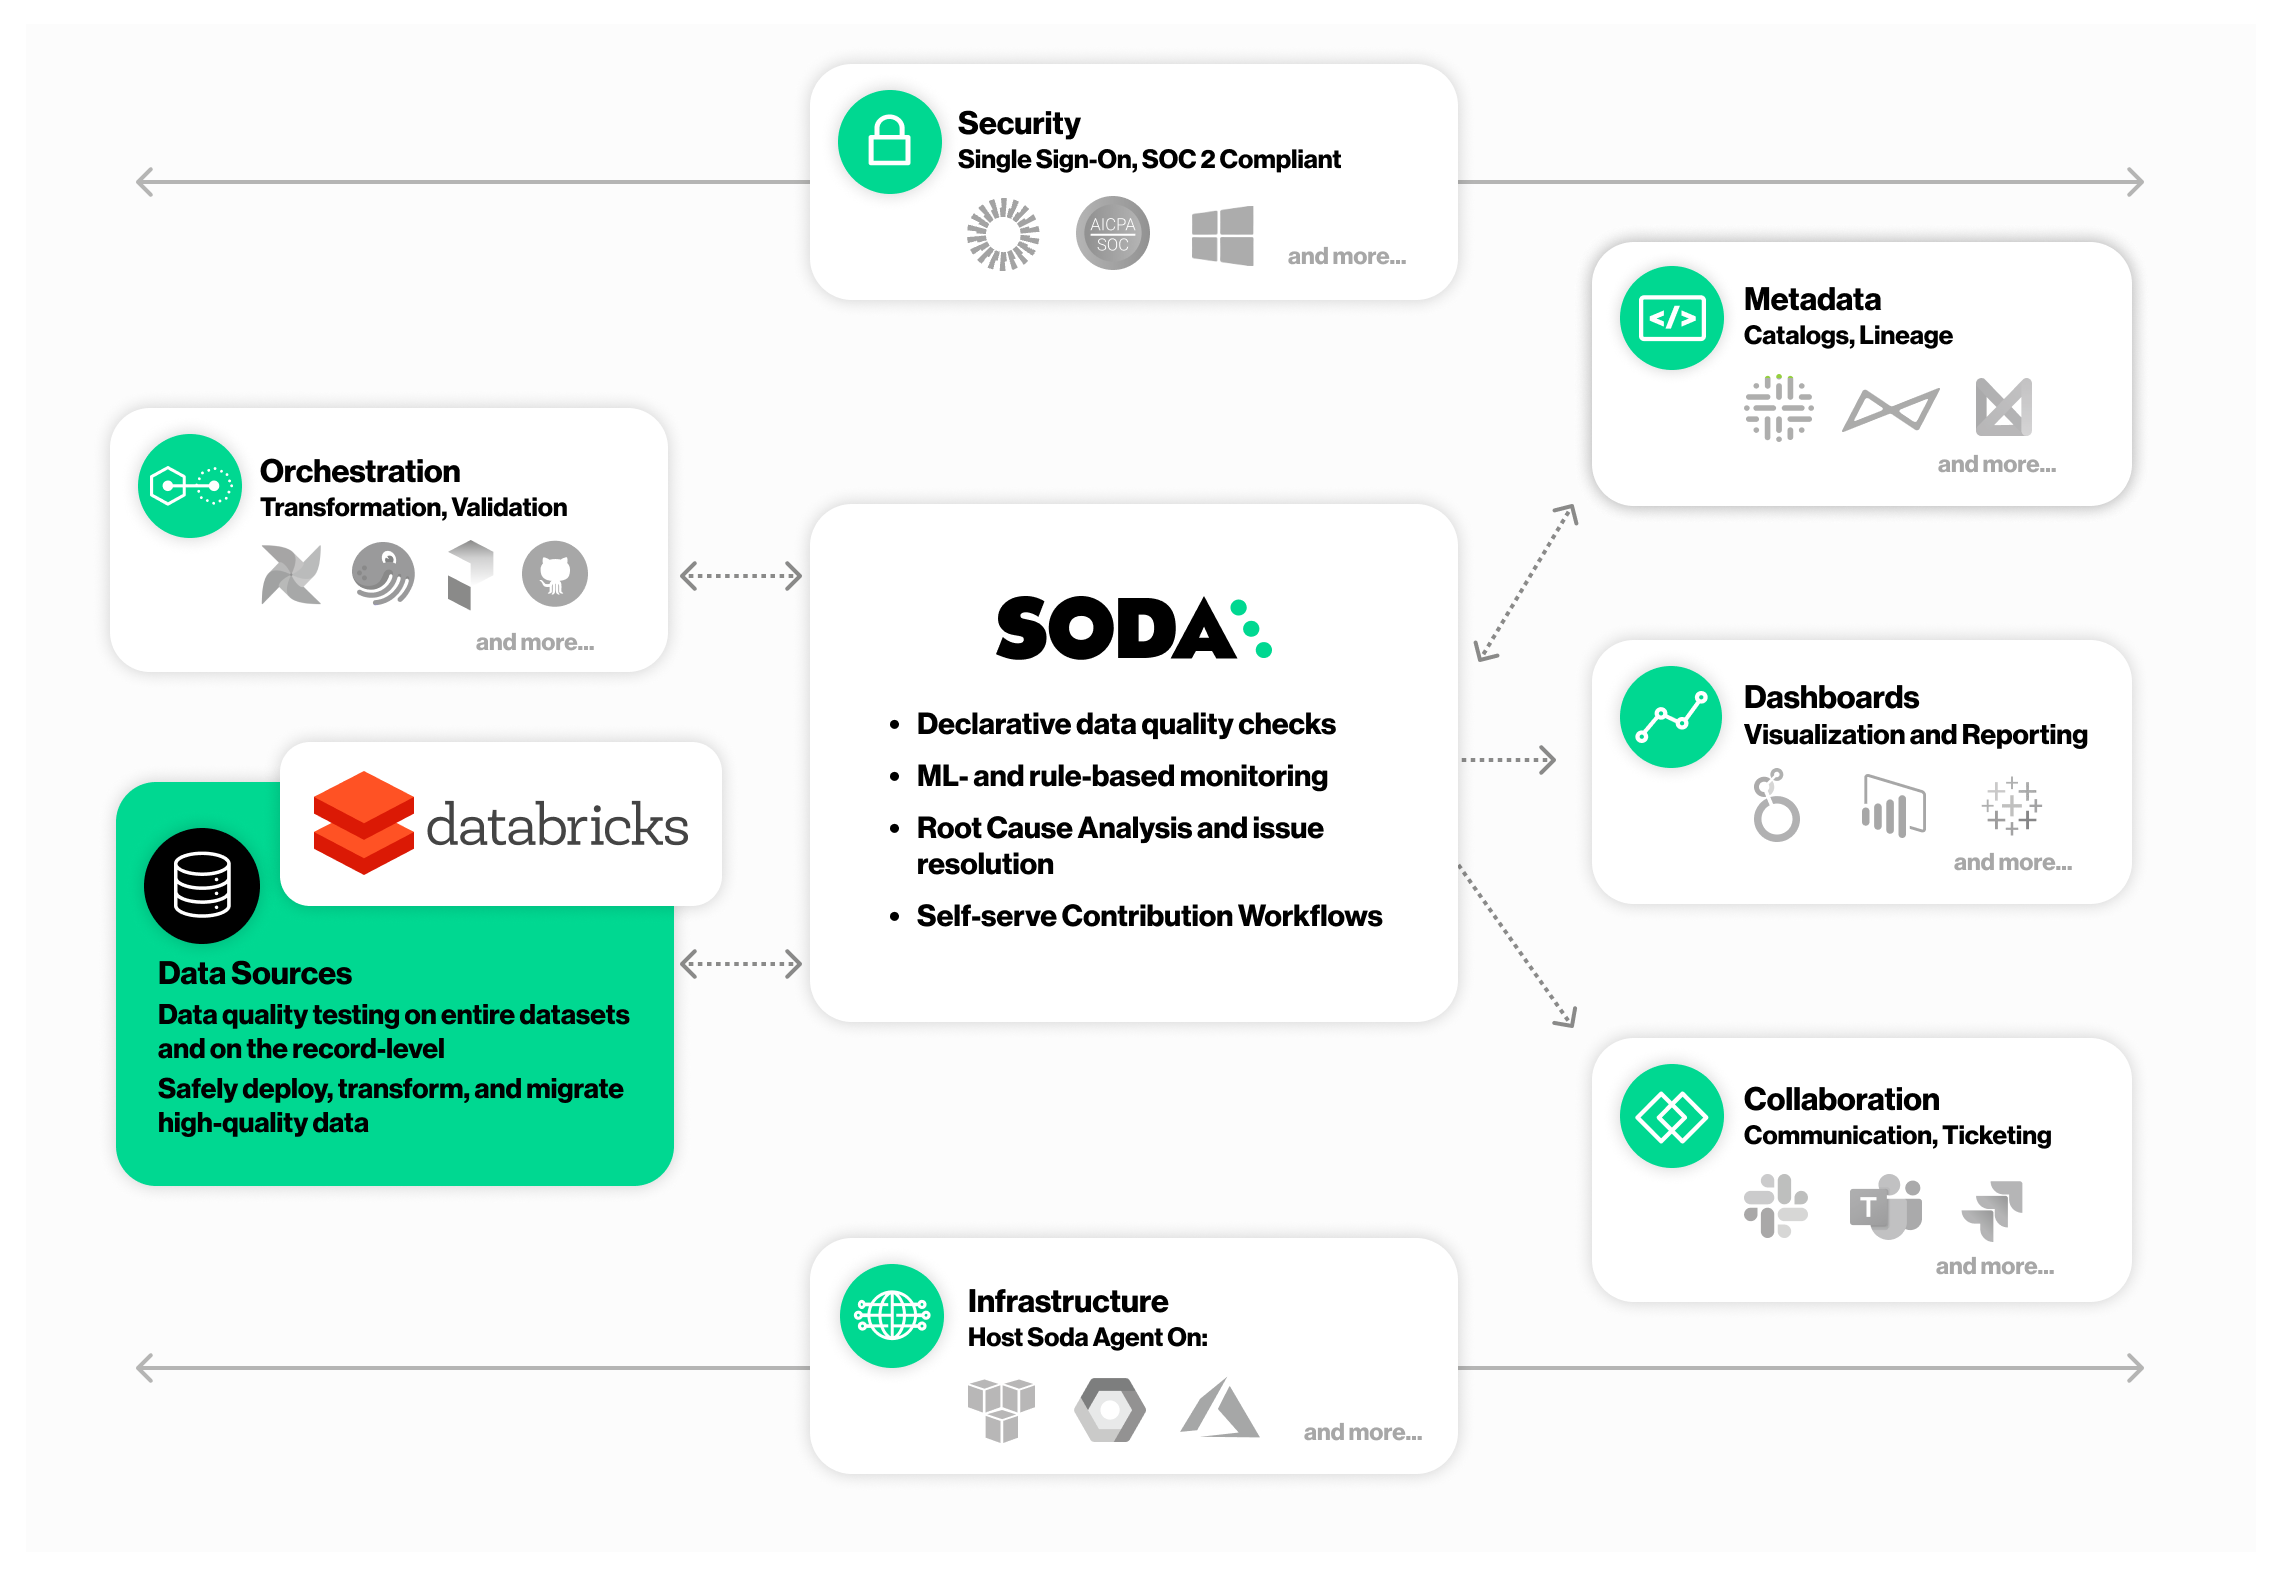 Security
Single Sign-On, SOC 2 Compliant
AICPA
SOC
and more...
Metadata
Catalogs, Lineage
and more...
Orchestration
Transformation, Validation
and more...
SODA
• Declarative data quality checks
• ML- and rule-based monitoring
• Root Cause Analysis and issue
resolution
• Self-serve Contribution Workflows
Dashboards
Visualization and Reporting
and more...
databricks
Data Sources
Data quality testing on entire datasets
and on the record-level
Safely deploy, transform, and migrate
high-quality data
Collaboration
Communication, Ticketing
T
and more...
Infrastructure
Host Soda Agent On:
and more...